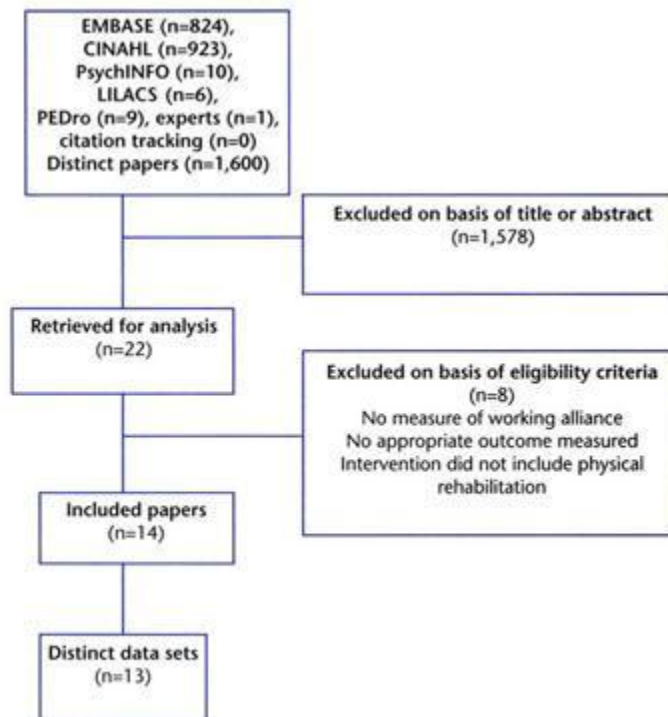 EMBASE (n=824),
CINAHL (n=923),
PsychINFO (n=10),
LILACS (n=6),
PEDro (n=9), experts (n=1),
citation tracking (n=0)
Distinct papers (n=1,600)
Excluded on basis of title or abstract
(n=1,578)
Retrieved for analysis
(n=22)
Excluded on basis of eligibility criteria
(n=8)
No measure of working alliance
No appropriate outcome measured
Intervention did not include physical
rehabilitation
Included papers
(n=14)
Distinct data sets
(n=13)